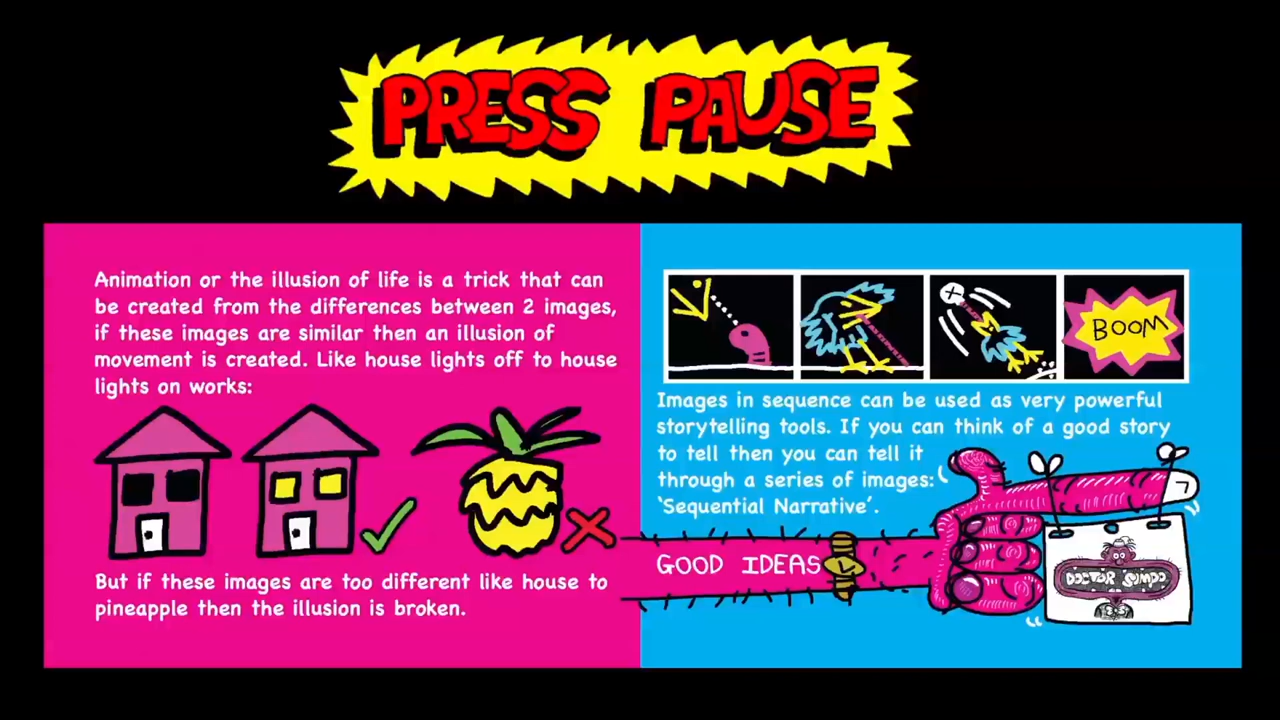 PRESS PAUSE
Animation or the illusion of life is a trick that can
be created from the differences between 2 images,
if these images are similar then an illusion of
movement is created. Like house lights off to house
lights on works:
But if these images are too different like house to
pineapple then the illusion is broken.
BOOM
Images in sequence can be used as very powerful
storytelling tools. If you can think of a good story
to tell then you can tell it
through a series of images:
‘Sequential Narrative’.
GOOD IDEAS
DOCTOR SIMPO